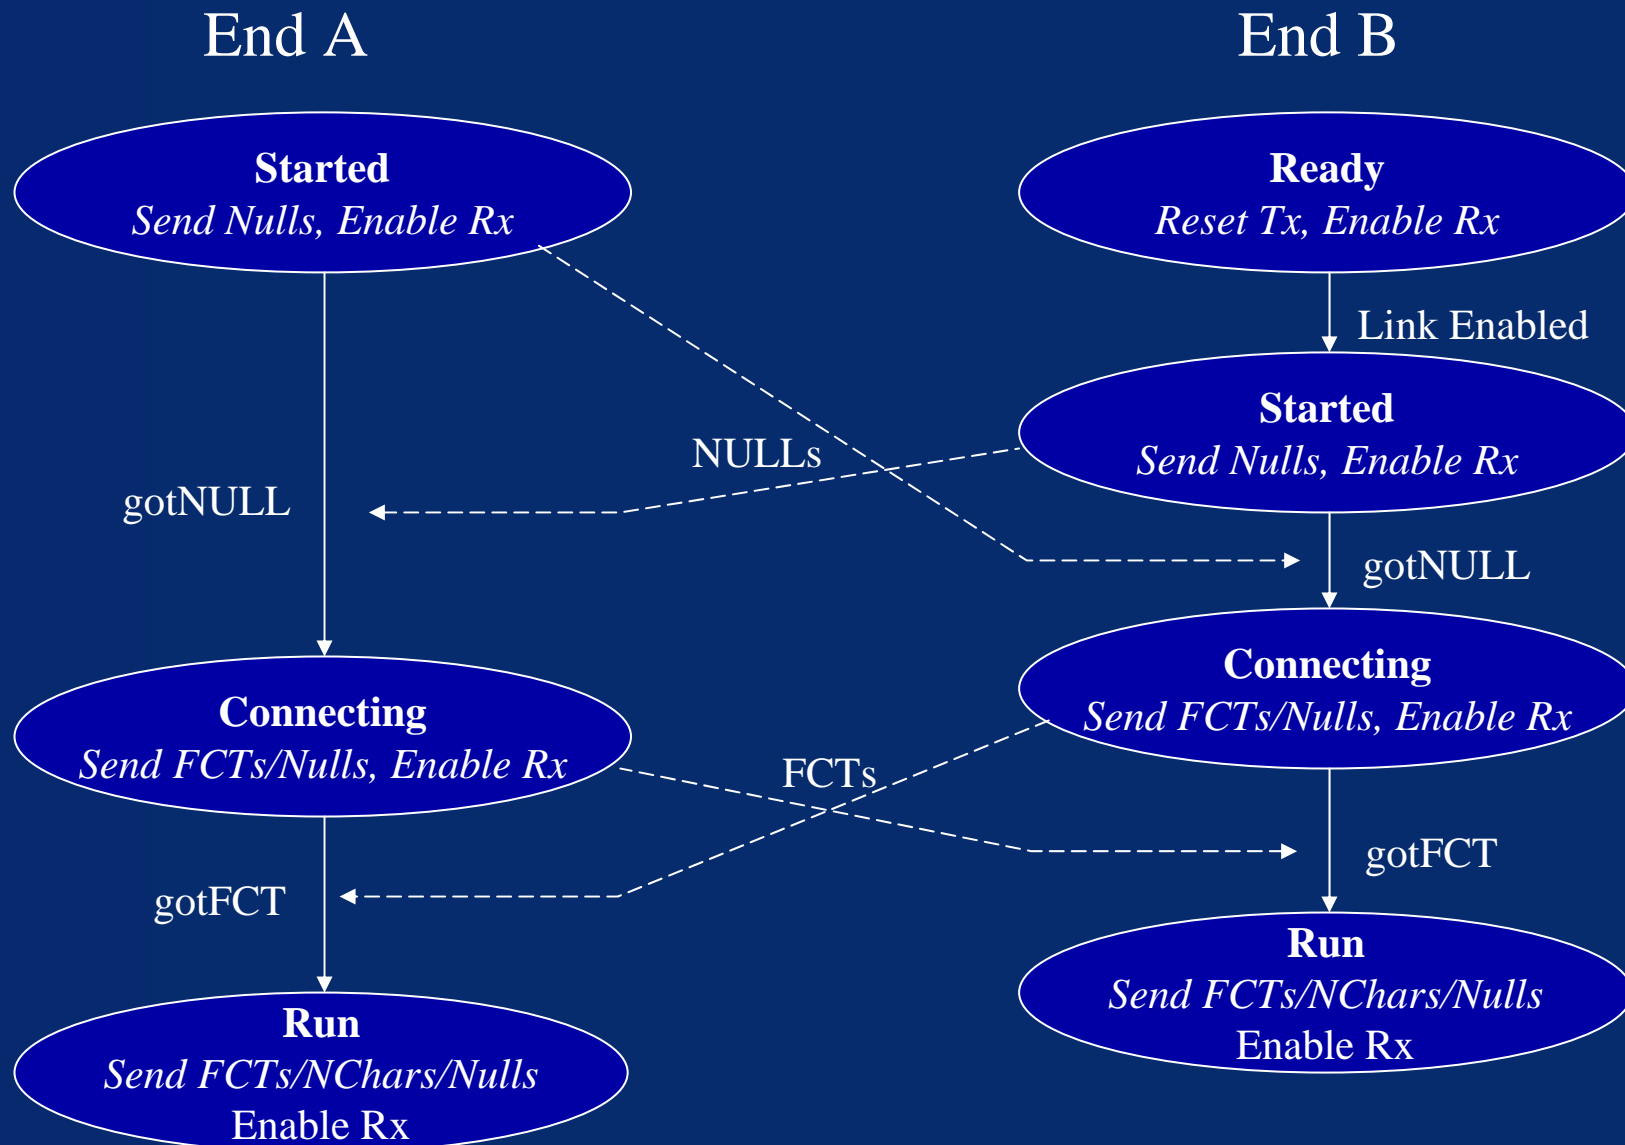 End A
End B
Started
Send Nulls, Enable Rx
Ready
Reset Tx, Enable Rx
Link Enabled
Started
Send Nulls, Enable Rx
NULLs
gotNULL
gotNULL
Connecting
Send FCTs/Nulls, Enable Rx
Connecting
Send FCTs/Nulls, Enable Rx
FCTs
gotFCT
gotFCT
Run
Send FCTs/NChars/Nulls
Enable Rx
Run
Send FCTs/NChars/Nulls
Enable Rx